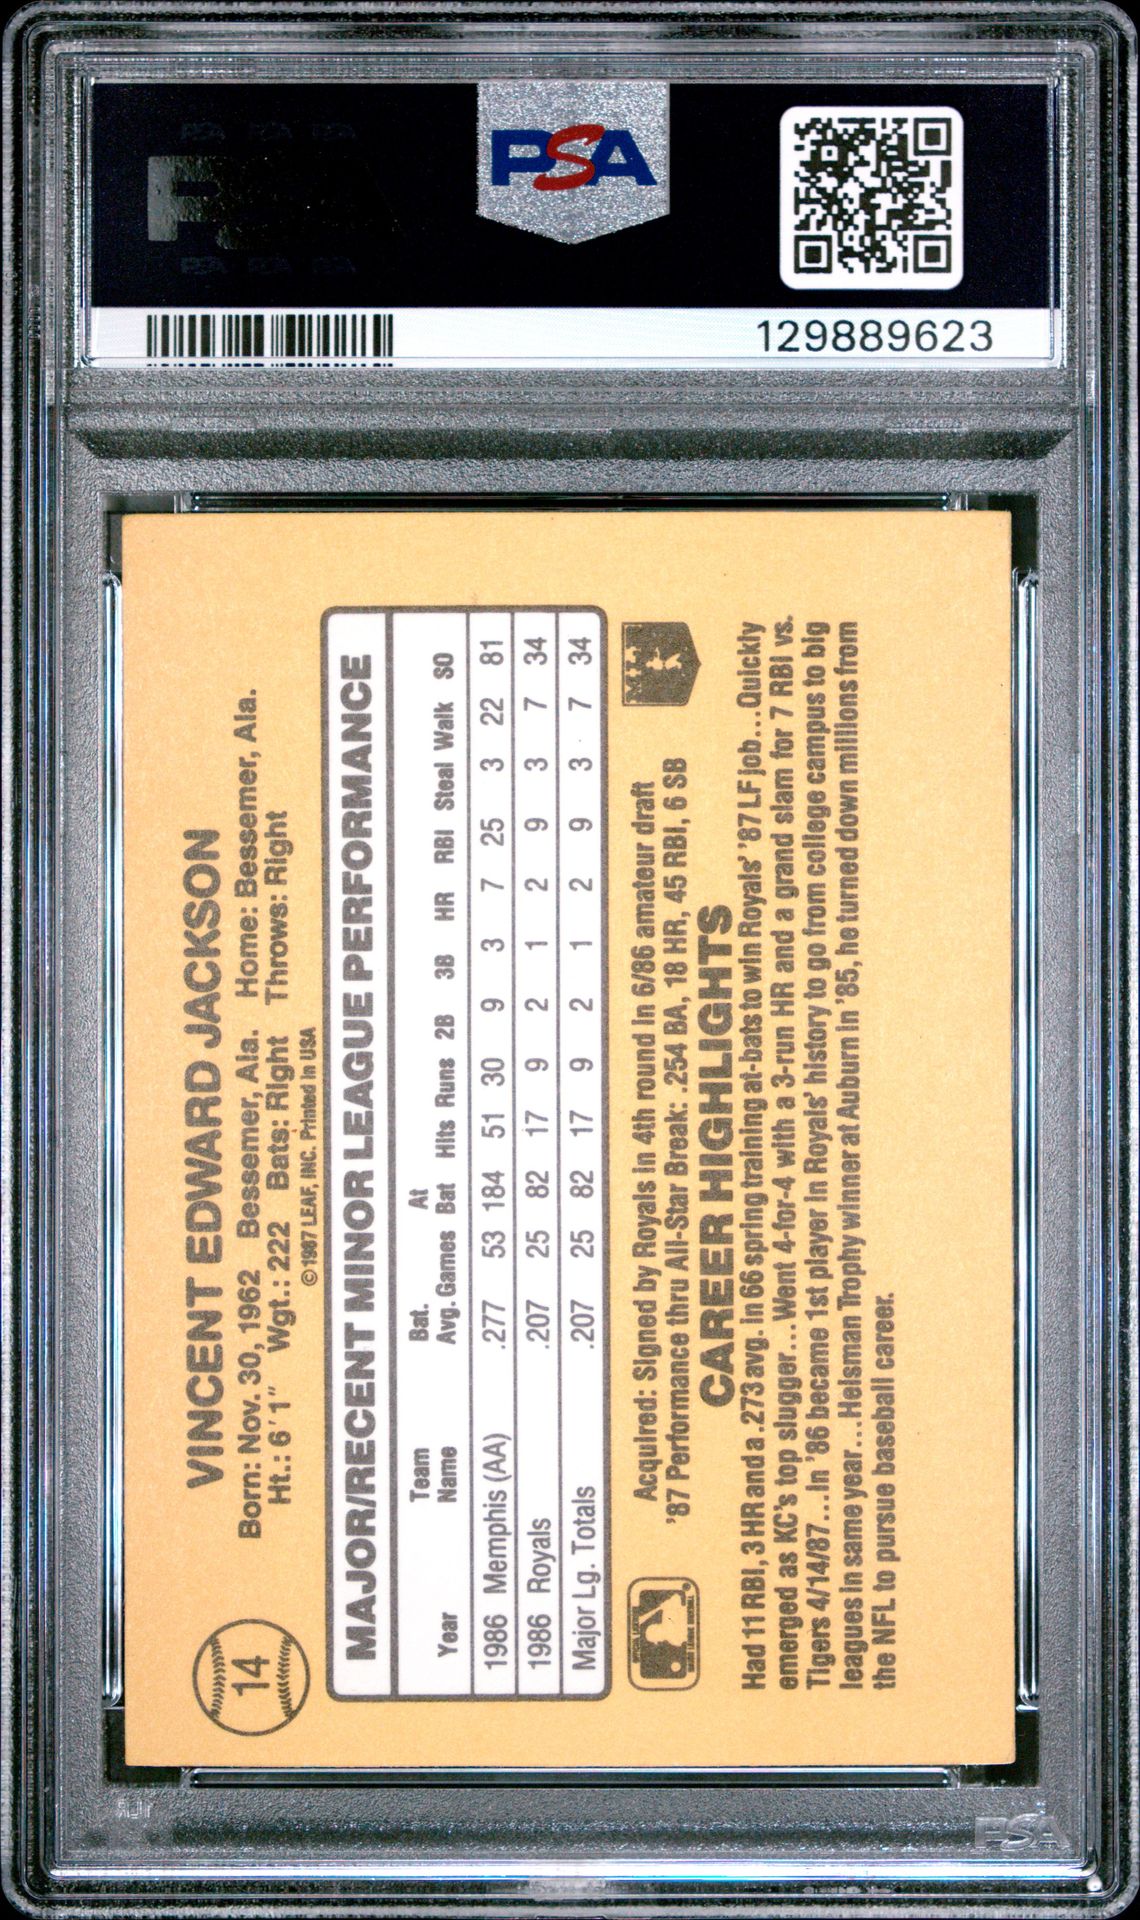 PSA
129889623
14
VINCENT EDWARD JACKSON
Born: Nov. 30, 1962 Bessemer, Ala. Home: Bessemer, Ala.
Ht.: 6'1" Wgt.: 222 Bats: Right Throws: Right
© 1987 LEAF, INC. Printed in USA
MAJOR/RECENT MINOR LEAGUE PERFORMANCE
Team Bat. At
Year Name Avg. Games Bat Hits Runs 2B 3B HR RBI Steal Walk SO
1986 Memphis (AA) .277 53 184 51 30 9 3 7 25 3 22 81
1986 Royals .207 25 82 17 9 2 1 2 9 3 7 34
Major Lg. Totals .207 25 82 17 9 2 1 2 9 3 7 34
Acquired: Signed by Royals in 4th round in 6/86 amateur draft
'87 Performance thru All-Star Break: .254 BA, 18 HR, 45 RBI, 6 SB
CAREER HIGHLIGHTS
Had 11 RBI, 3 HR and a .273 avg. in 66 spring training at-bats to win Royals' '87 LF job...Quickly
emerged as KC's top slugger...Went 4-for-4 with a 3-run HR and a grand slam for 7 RBI vs.
Tigers 4/14/87...In '86 became 1st player in Royals' history to go from college campus to big
leagues in same year...Heisman Trophy winner at Auburn in '85, he turned down millions from
the NFL to pursue baseball career.
PSA